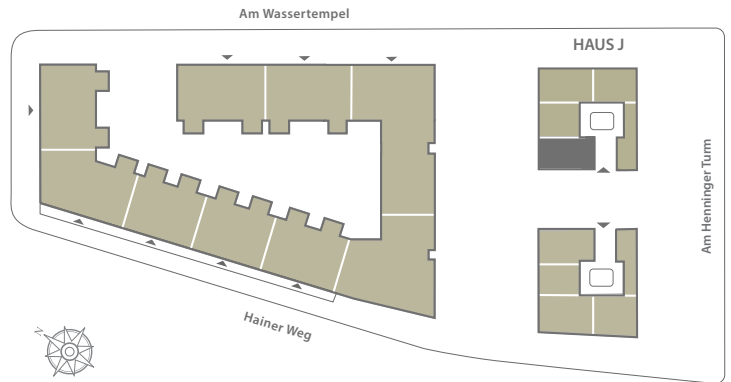 Am Wassertempel
HAUS J
Am Henninger Turm
Hainer Weg
N